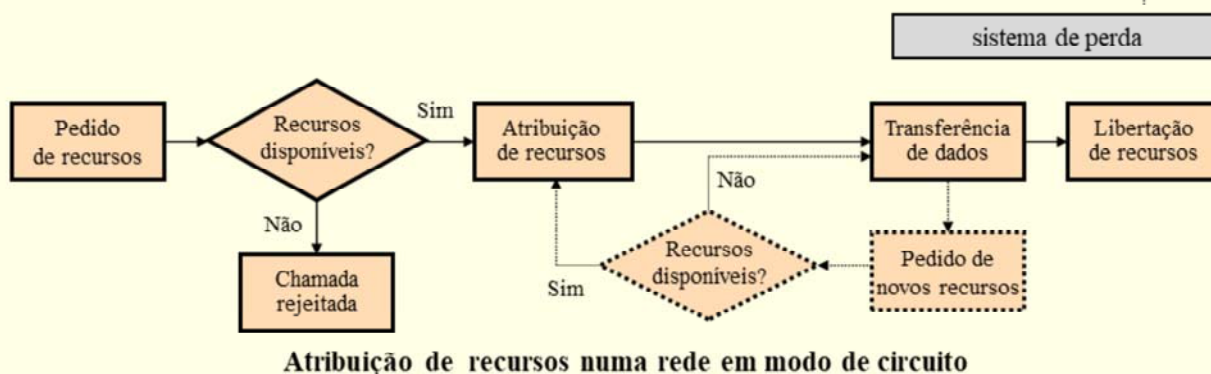 sistema de perda
Pedido
de recursos
Recursos
disponíveis?
Sim
Atribuição
de recursos
Transferência
de dados
Libertação
de recursos
Não
Chamada
rejeitada
Não
Recursos
disponíveis?
Sim
Pedido de
novos recursos
Atribuição de recursos numa rede em modo de circuito